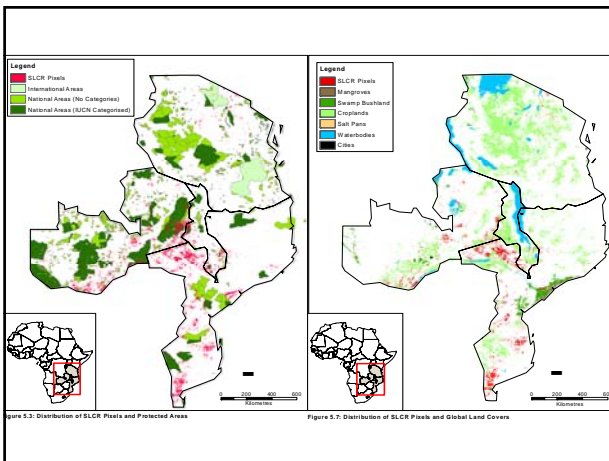 Legend
SLCR Pixels
International Areas
National Areas (No Categories)
National Areas (IUCN Categorised)
0 200 400 600
Kilometres
Figure 5.3: Distribution of SLCR Pixels and Protected Areas
Legend
SLCR Pixels
Mangroves
Swamp Bushland
Croplands
Salt Pans
Waterbodies
Cities
0 200 400 600
Kilometres
Figure 5.7: Distribution of SLCR Pixels and Global Land Covers